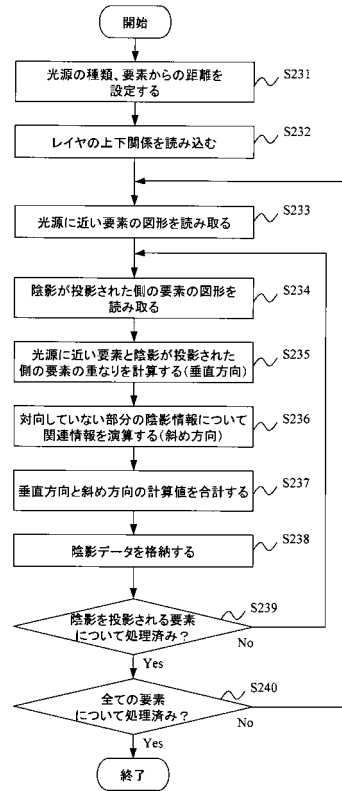 開始
光源の種類、要素からの距離を
設定する
S231
レイヤの上下関係を読み込む
S232
光源に近い要素の図形を読み取る
S233
陰影が投影された側の要素の図形を
読み取る
S234
光源に近い要素と陰影が投影された
側の要素の重なりを計算する(垂直方向)
S235
対向していない部分の陰影情報について
関連情報を演算する(斜め方向)
S236
垂直方向と斜め方向の計算値を合計する
S237
陰影データを格納する
S238
陰影を投影される要素
について処理済み?
S239
No
Yes
全ての要素
について処理済み?
S240
No
Yes
終了